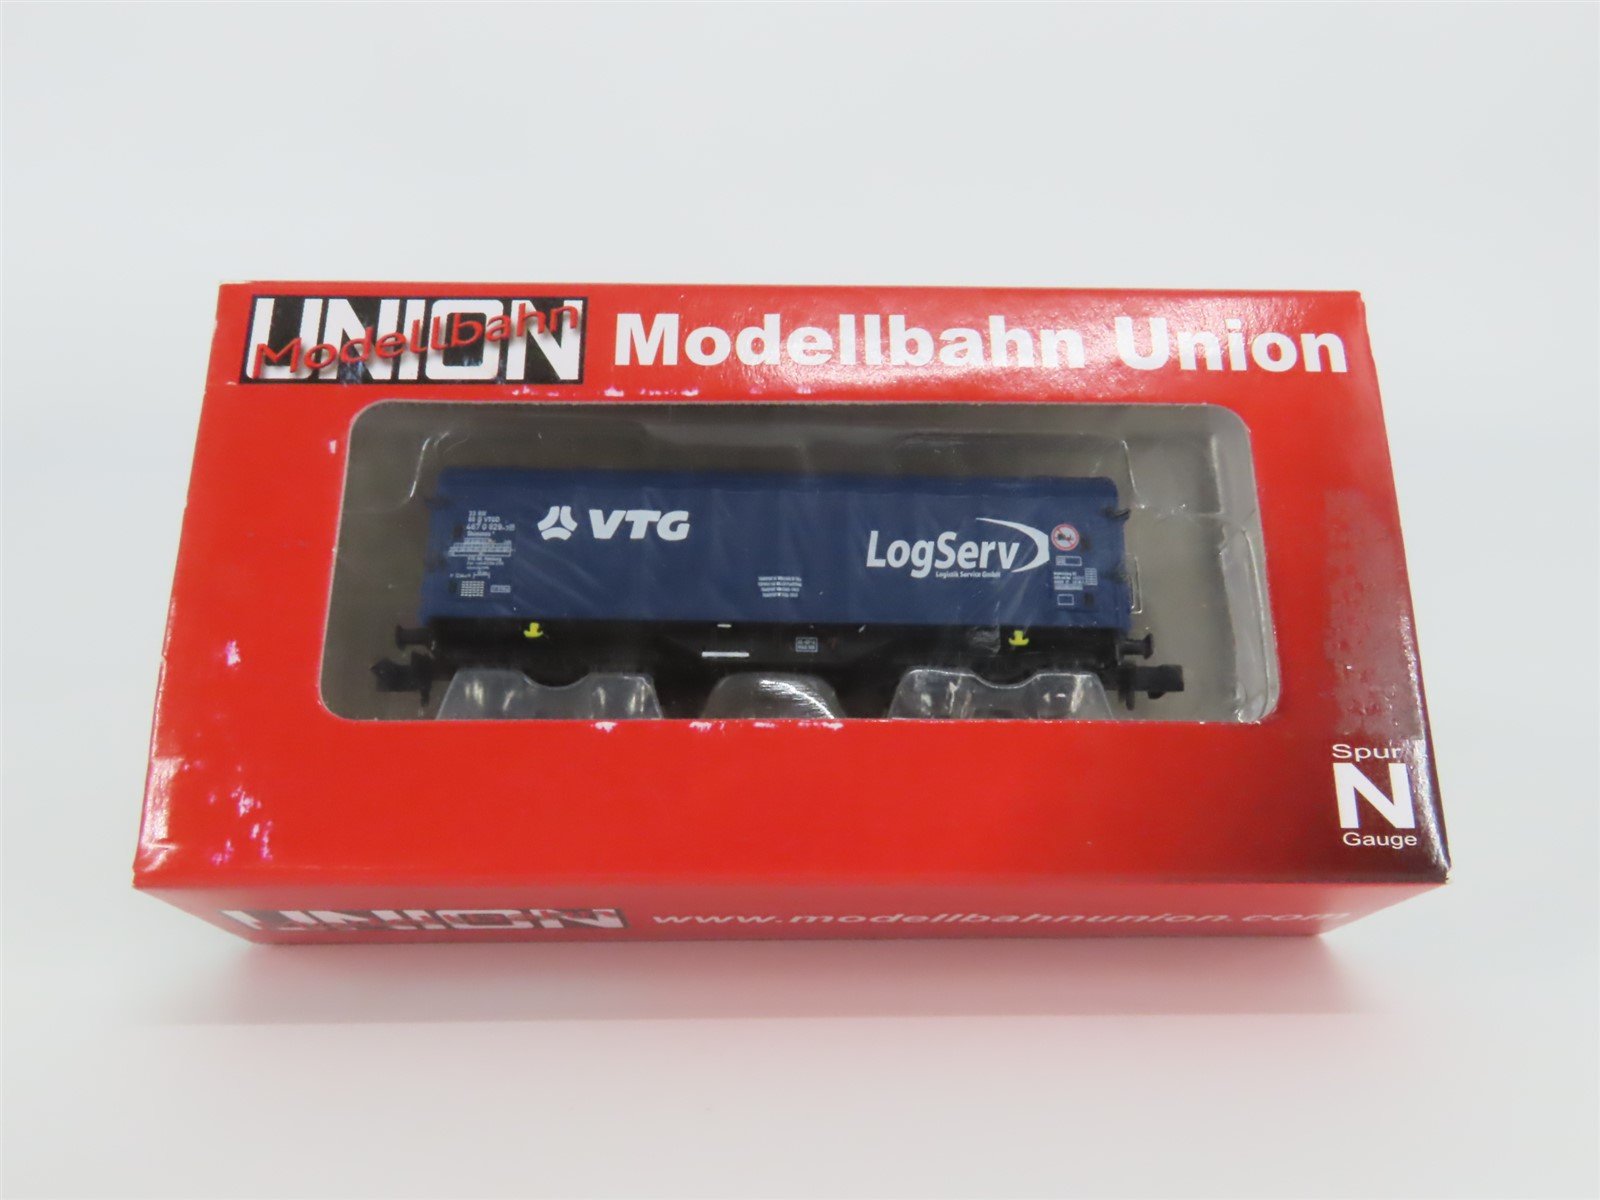 UNION
Modellbahn
Modellbahn Union
VTG
LogServ
Logistik Service GmbH
Spur
N
Gauge
UNION
www.modellbahnunion.com